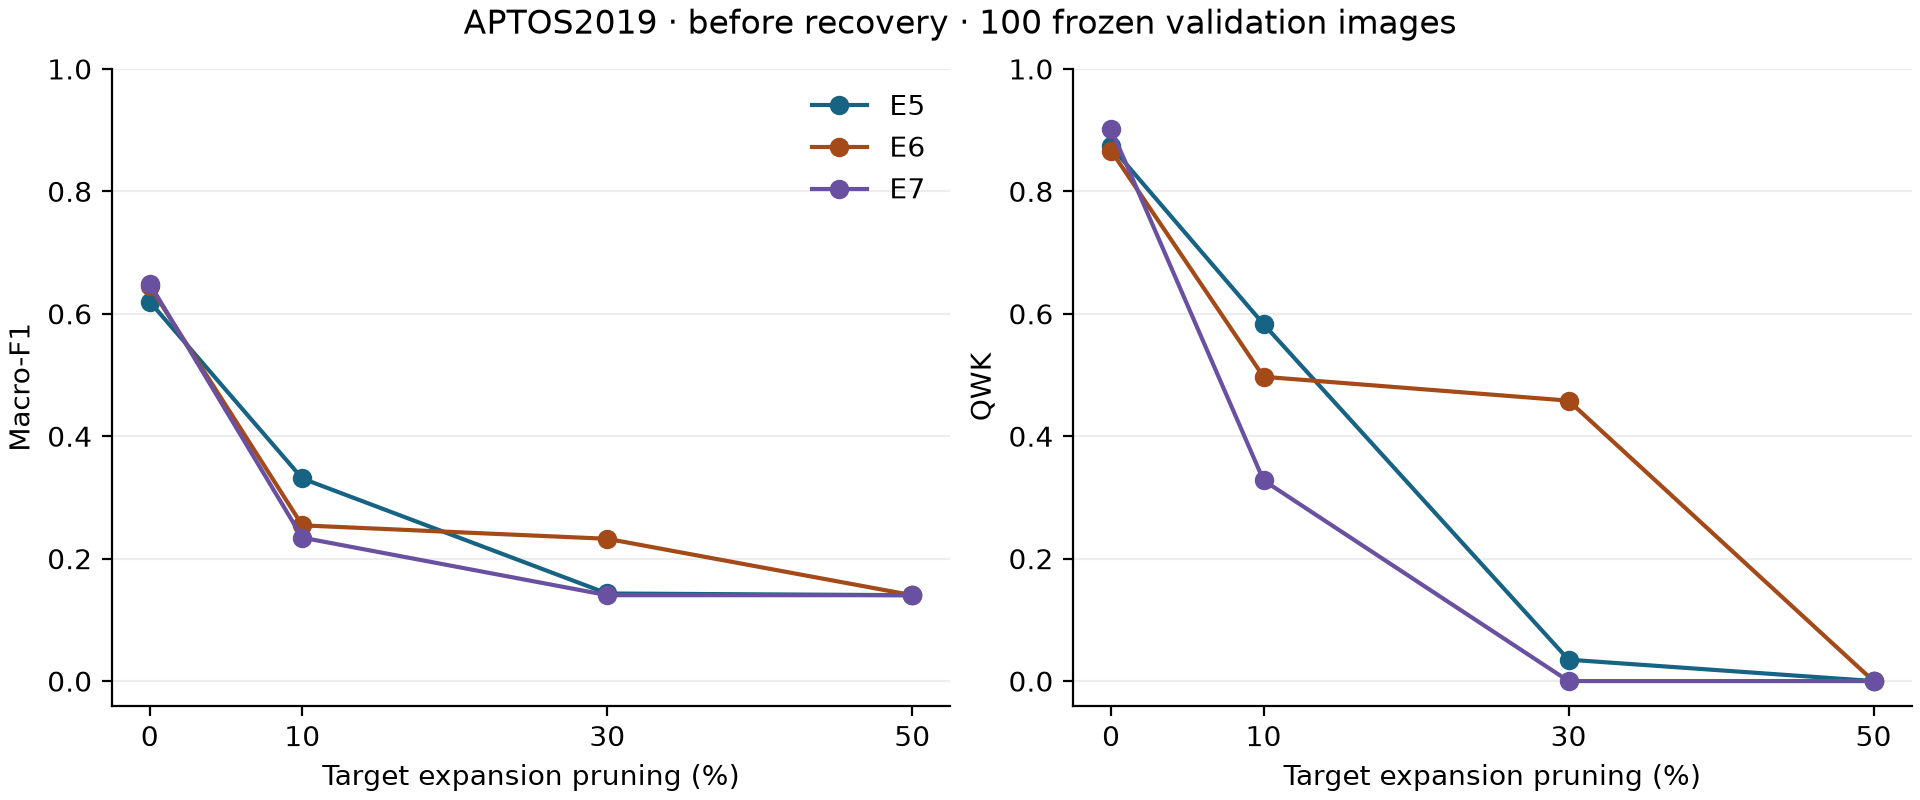 APTOS2019 · before recovery · 100 frozen validation images
Macro-F1
1.0
0.8
0.6
0.4
0.2
0.0
0 10 30 50
Target expansion pruning (%)
E5
E6
E7
QWK
1.0
0.8
0.6
0.4
0.2
0.0
0 10 30 50
Target expansion pruning (%)